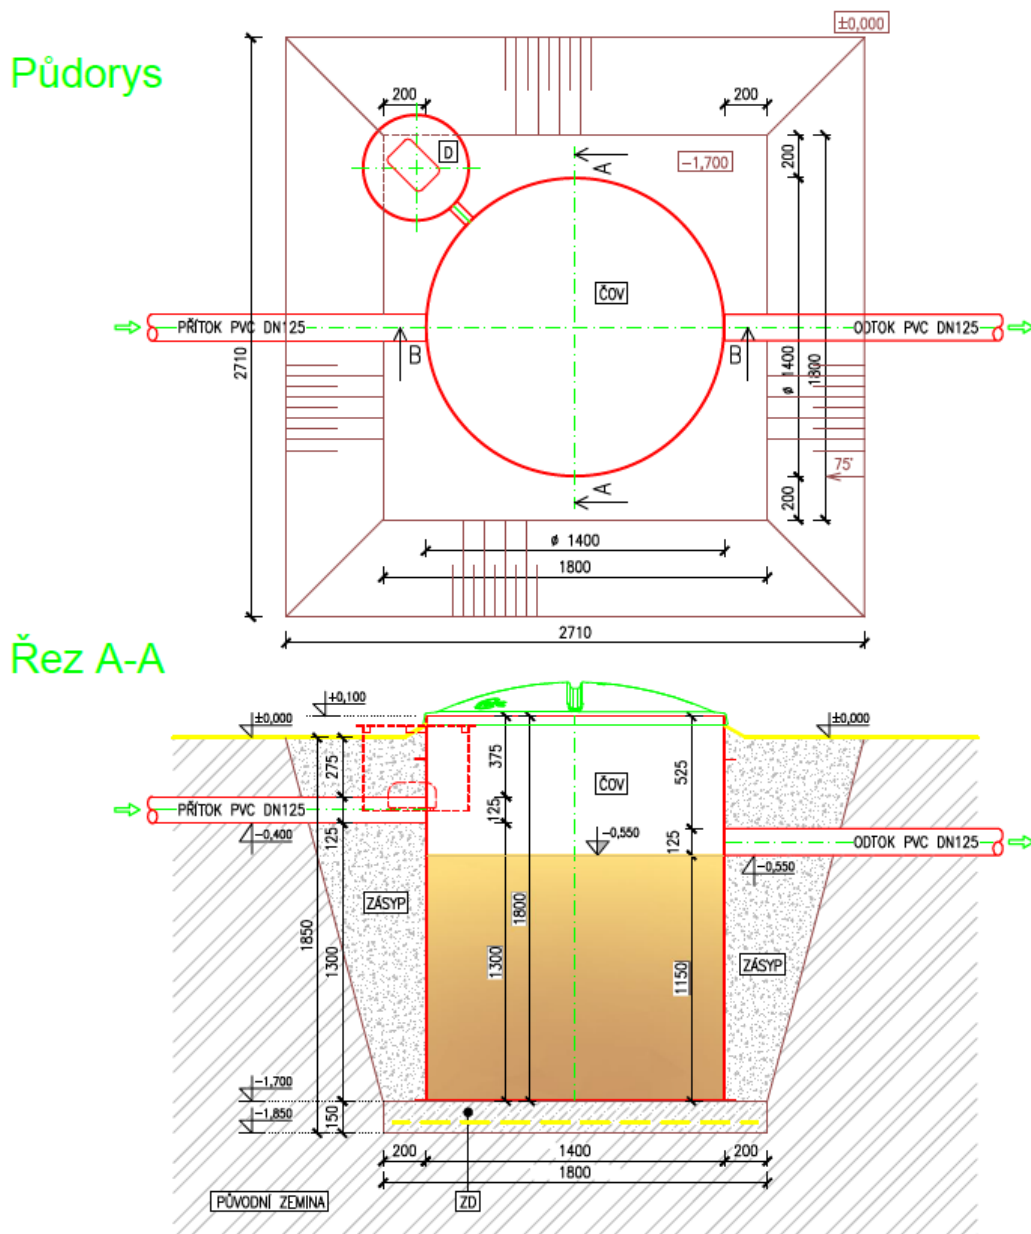 ±0,000
Půdorys
200
200
D
A
-1,700
200
ČOV
PŘÍTOK PVC DN125
ODTOK PVC DN125
B
B
2710
ø 1400
1800
75°
A
200
ø 1400
1800
2710
Řez A-A
+0,100
±0,000
±0,000
275
375
525
ČOV
PŘÍTOK PVC DN125
125
-0,400
125
-0,550
125
ODTOK PVC DN125
-0,550
ZÁSYP
1850
1300
1300
1800
1150
ZÁSYP
-1,700
-1,850
150
200
1400
200
1800
PŮVODNÍ ZEMINA
ZD